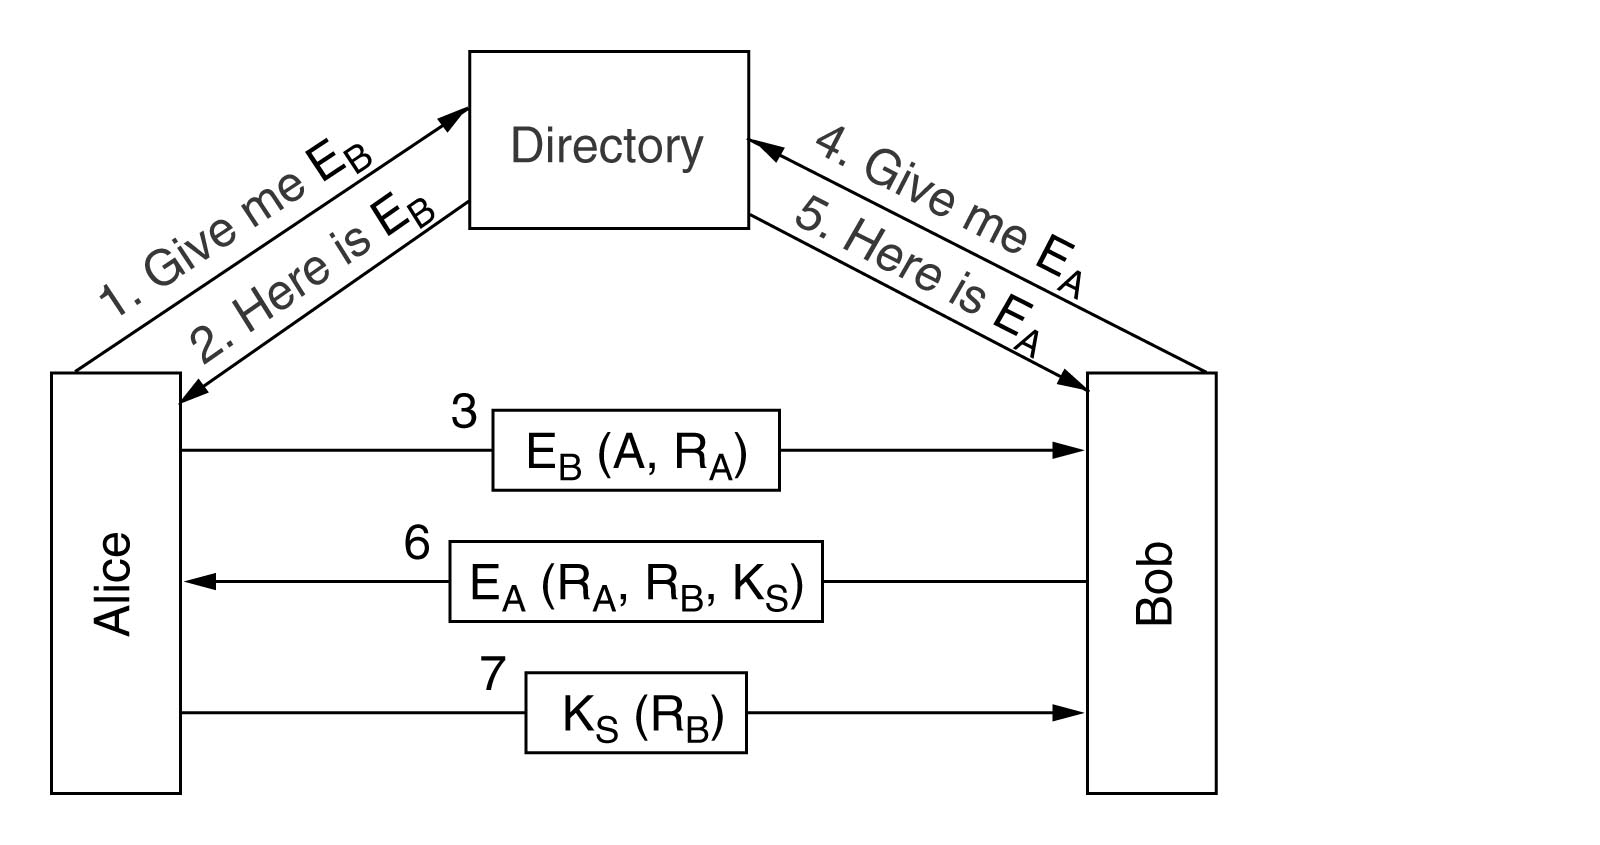 Directory
1. Give me E_B
2. Here is E_B
4. Give me E_A
5. Here is E_A
3
E_B (A, R_A)
6
E_A (R_A, R_B, K_S)
7
K_S (R_B)
Alice
Bob